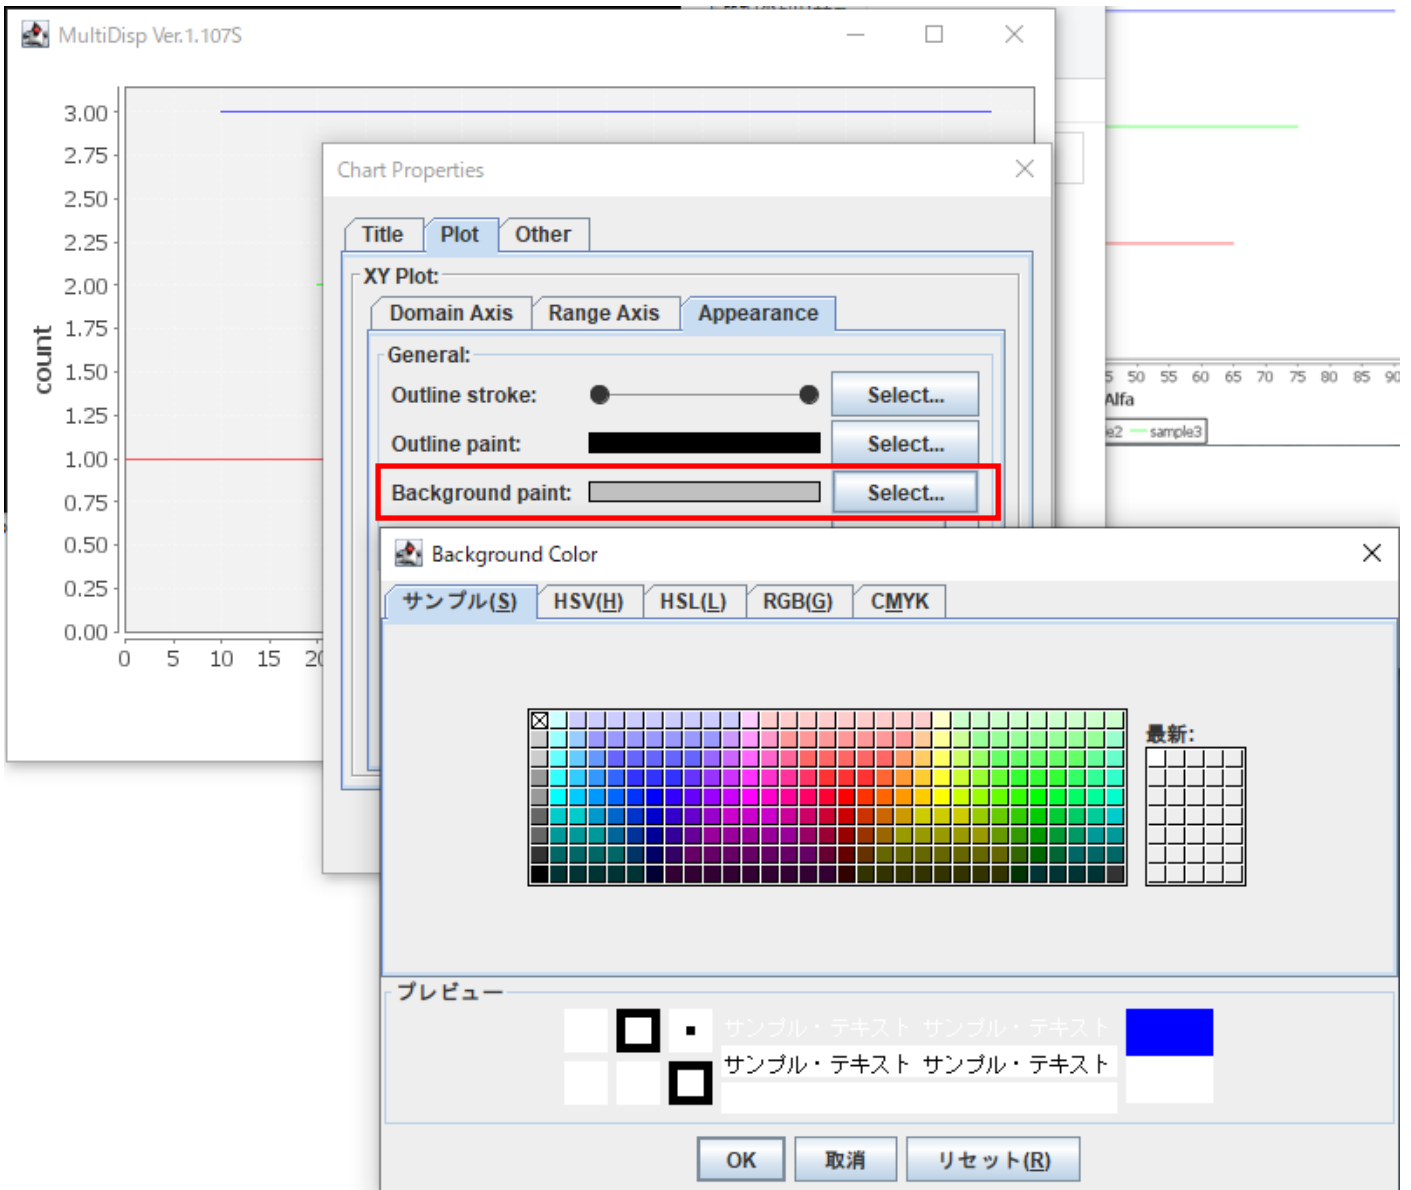 MultiDisp Ver.1.107S
3.00
2.75
2.50
2.25
2.00
1.75
1.50
1.25
1.00
0.75
0.50
0.25
0.00
count
0 5 10 15 20
Chart Properties
Title Plot Other
XY Plot:
Domain Axis Range Axis Appearance
General:
Outline stroke: Select...
Outline paint: Select...
Background paint: Select...
5 50 55 60 65 70 75 80 85 90
Alfa
e2 sample3
Background Color
サンプル(S) HSV(H) HSL(L) RGB(G) CMYK
最新:
プレビュー
サンプル・テキスト サンプル・テキスト
サンプル・テキスト サンプル・テキスト
OK 取消 リセット(R)